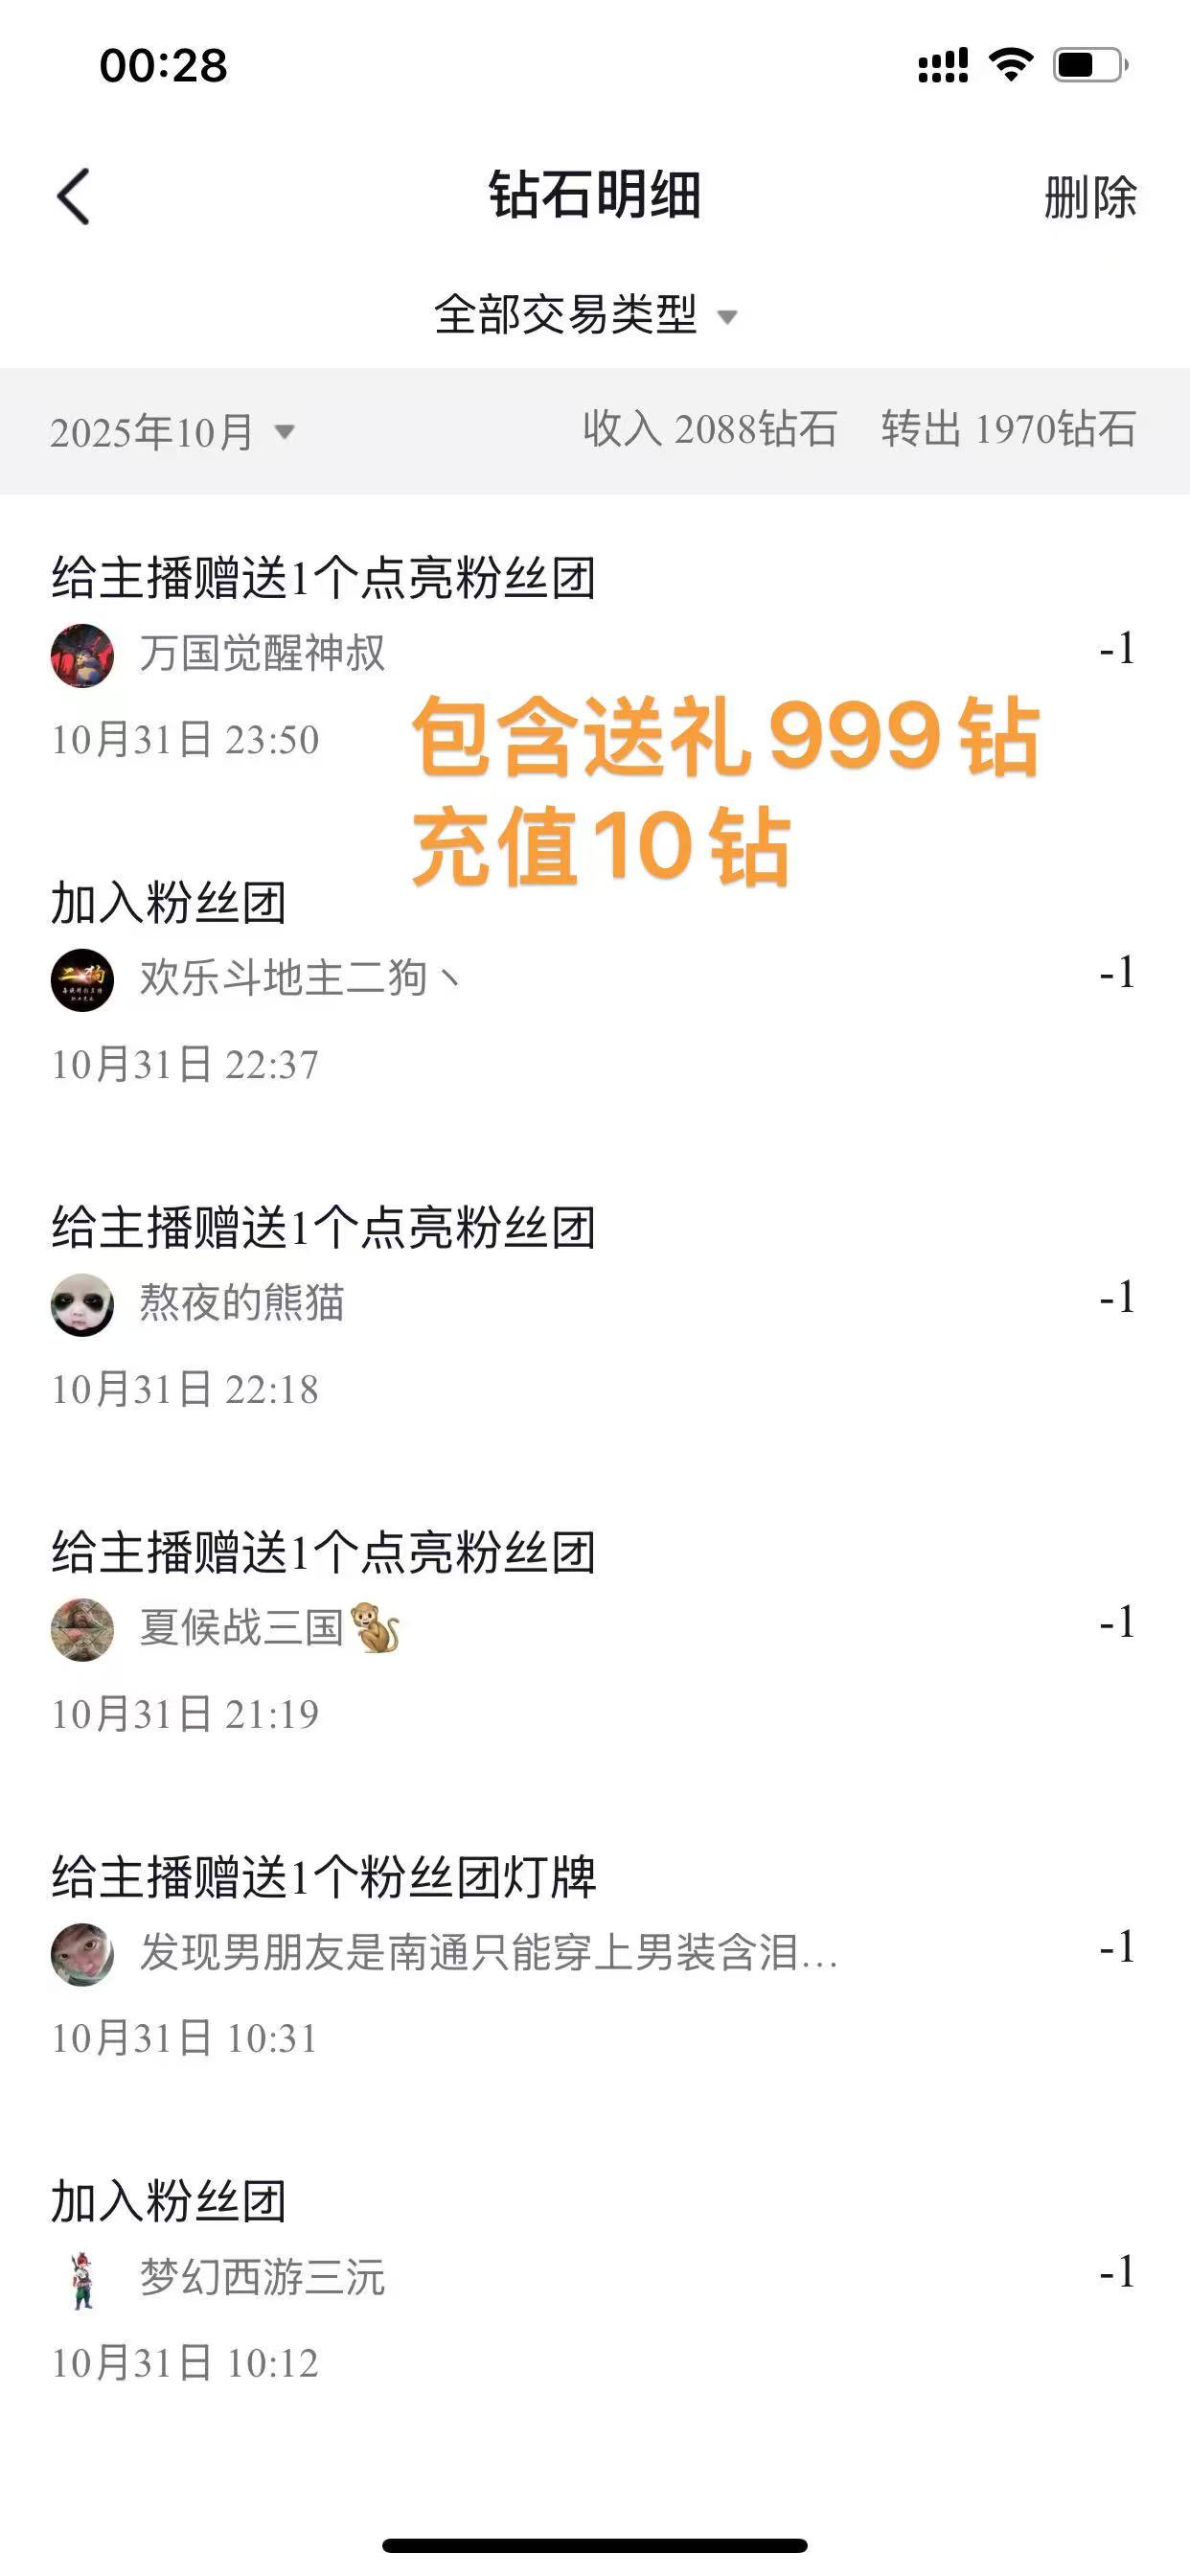 00:28
钻石明细
删除
全部交易类型
2025年10月 收入 2088钻石 转出 1970钻石
给主播赠送1个点亮粉丝团
万国觉醒神叔
-1
10月31日 23:50
包含送礼999钻
充值10钻
加入粉丝团
二狗
欢乐斗地主二狗丶
-1
10月31日 22:37
给主播赠送1个点亮粉丝团
熬夜的熊猫
-1
10月31日 22:18
给主播赠送1个点亮粉丝团
夏候战三国🐒
-1
10月31日 21:19
给主播赠送1个粉丝团灯牌
发现男朋友是南通只能穿上男装含泪...
-1
10月31日 10:31
加入粉丝团
梦幻西游三沅
-1
10月31日 10:12